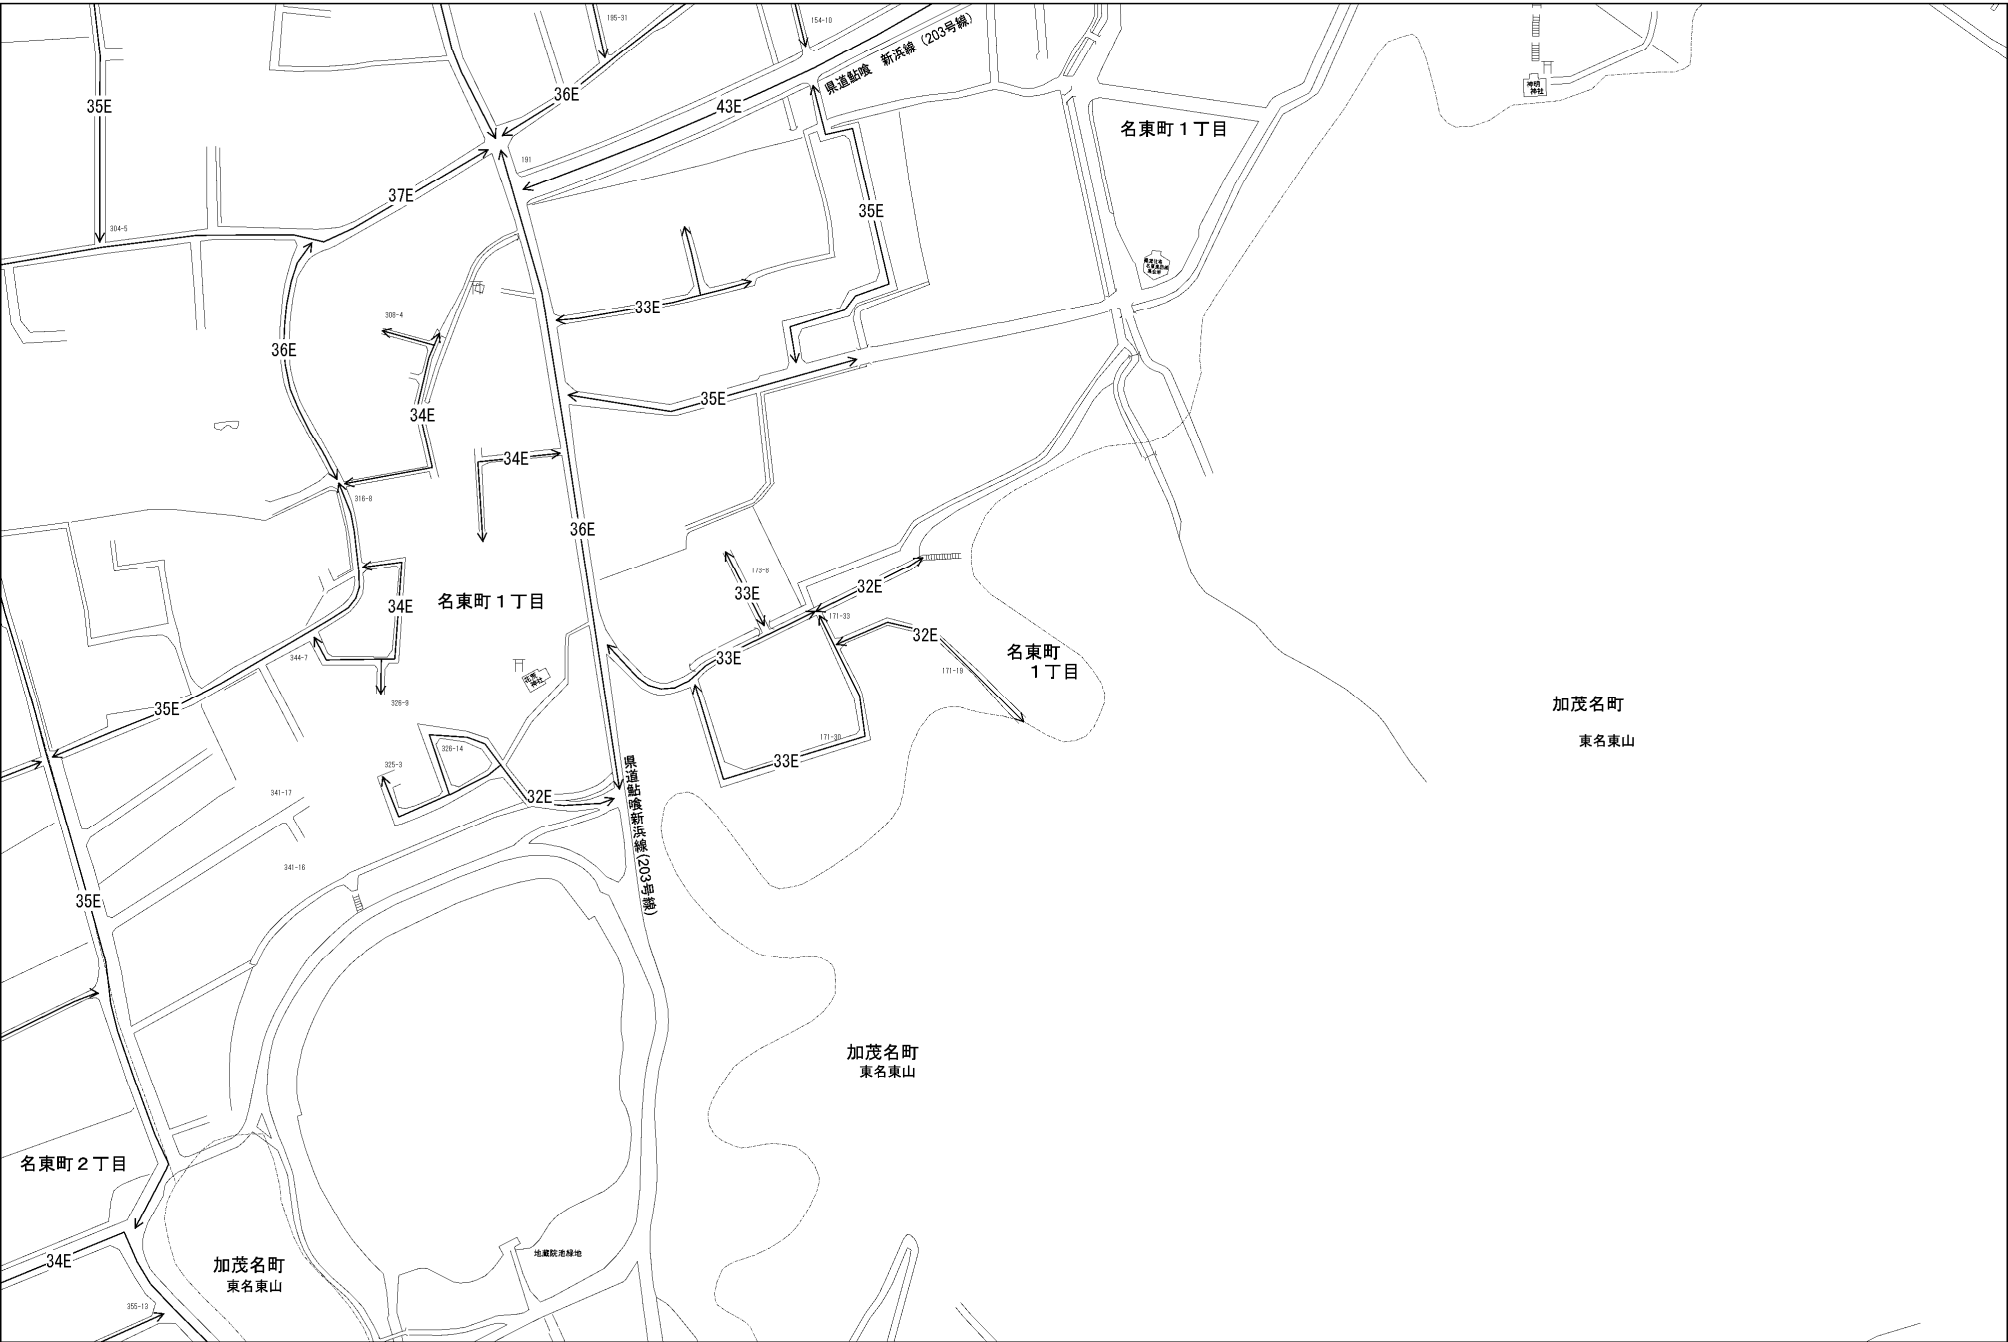 195-31
154-10
県道鮎喰 新浜線（203号線）
35E
36E
43E
神明
神社
名東町１丁目
191
37E
35E
304-5
33E
308-4
36E
34E
35E
34E
316-8
36E
173-8
33E
32E
34E
名東町１丁目
171-33
32E
344-7
33E
名東町
１丁目
171-19
326-9
35E
加茂名町
東名東山
171-30
326-14
325-3
33E
県道鮎喰新浜線(203号線)
32E
341-17
341-16
35E
加茂名町
東名東山
名東町２丁目
地蔵院池緑地
34E
加茂名町
東名東山
355-13